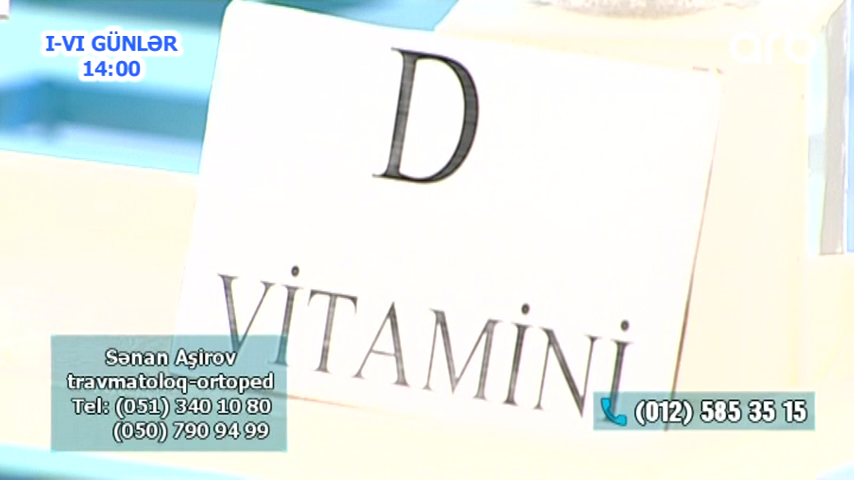 I-VI GÜNLƏR
14:00
arb
D
VİTAMİNİ
Sənan Aşirov
travmatoloq-ortoped
Tel: (051) 340 10 80
(050) 790 94 99
(012) 585 35 15